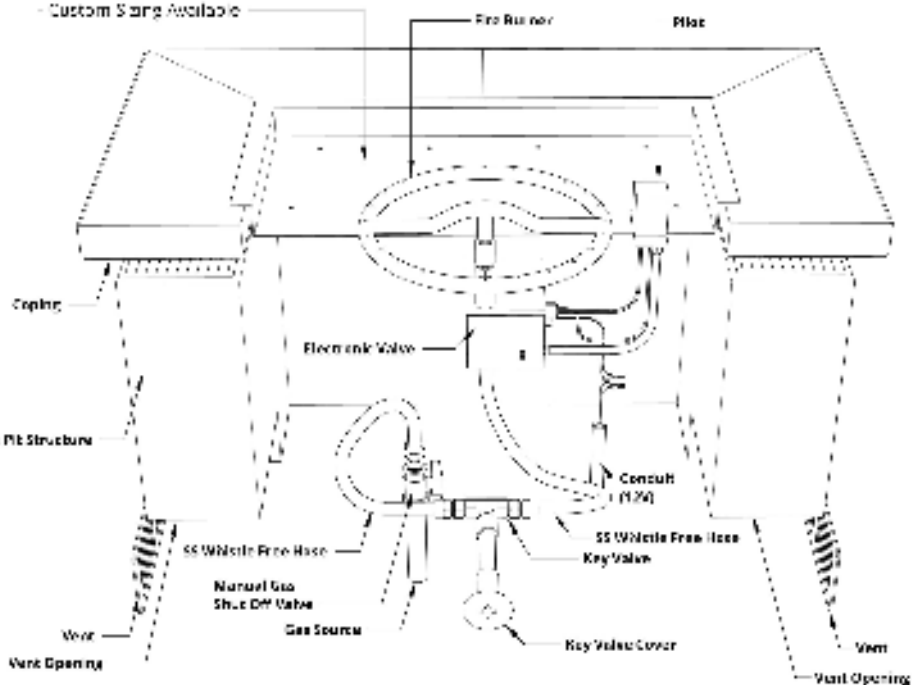 Custom Sizing Available
Fire Burner
Pilot
Coping
Electronic Valve
Pit Structure
Conduit
(12V)
SS Whistle Free Hose
SS Whistle Free Hose
Key Valve
Manual Gas
Shut Off Valve
Gas Source
Key Valve Cover
Vent
Vent Opening
Vent
Vent Opening